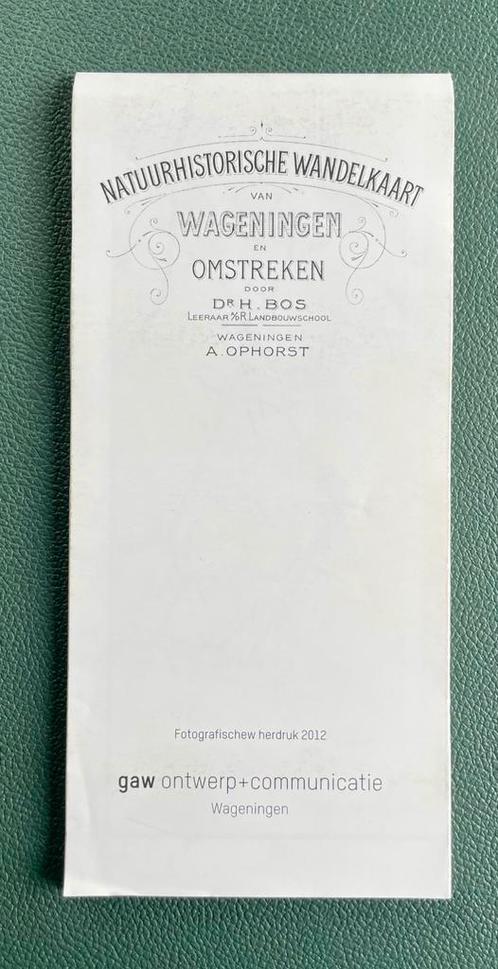 NATUURHISTORISCHE WANDELKAART
VAN
WAGENINGEN
EN
OMSTREKEN
DOOR
DR H. BOS
LEERAAR A/D R. LANDBOUWSCHOOL
WAGENINGEN
A. OPHORST
Fotografischew herdruk 2012
gaw ontwerp+communicatie
Wageningen